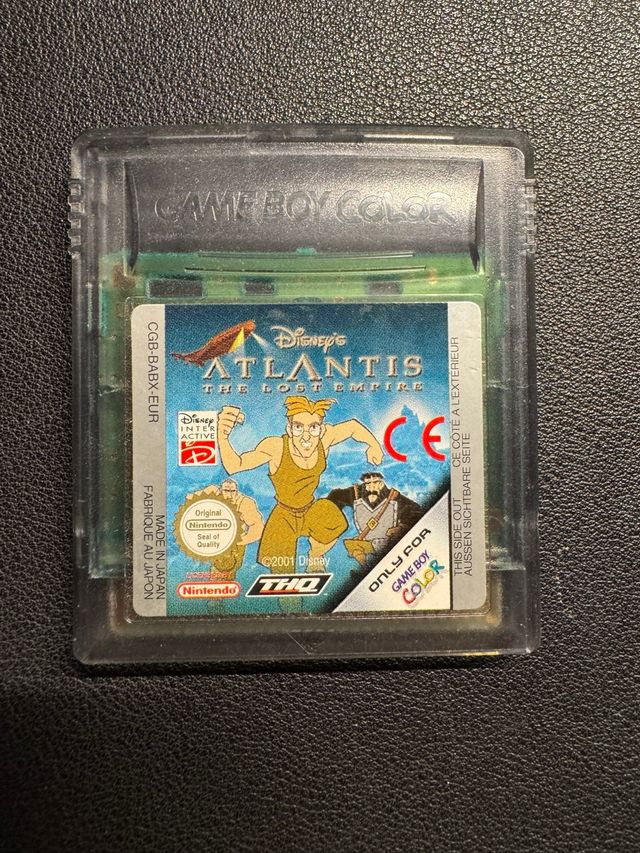 GAME BOY COLOR
CGB-BABX-EUR
Disney's
ATLANTIS
THE LOST EMPIRE
Disney
INTER
ACTIVE
D
CE
Original
Nintendo
Seal of
Quality
©2001 Disney
Nintendo
THQ
ONLY FOR
GAME BOY
COLOR
MADE IN JAPAN
FABRIQUE AU JAPON
THIS SIDE OUT
CE COTÉ A L'EXTÉRIEUR
AUSSEN SICHTBARE SEITE